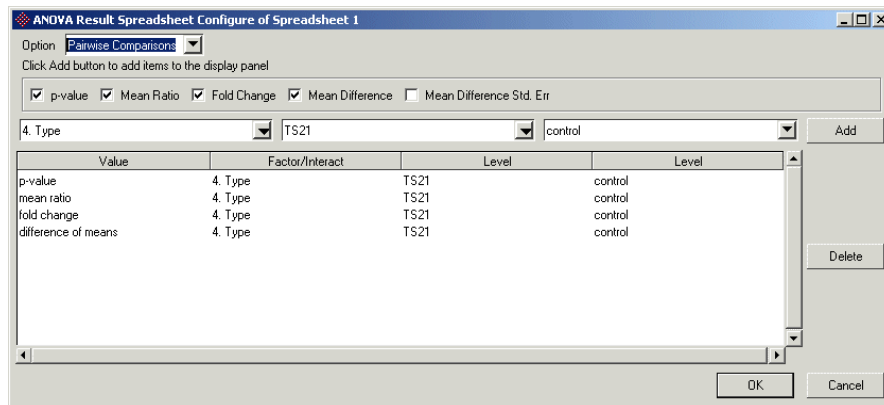 ANOVA Result Spreadsheet Configure of Spreadsheet 1
Option Pairwise Comparisons
Click Add button to add items to the display panel
p-value Mean Ratio Fold Change Mean Difference Mean Difference Std. Err
4. Type TS21 control Add
Value Factor/Interact Level Level
p-value 4. Type TS21 control
mean ratio 4. Type TS21 control
fold change 4. Type TS21 control
difference of means 4. Type TS21 control
Delete
OK Cancel